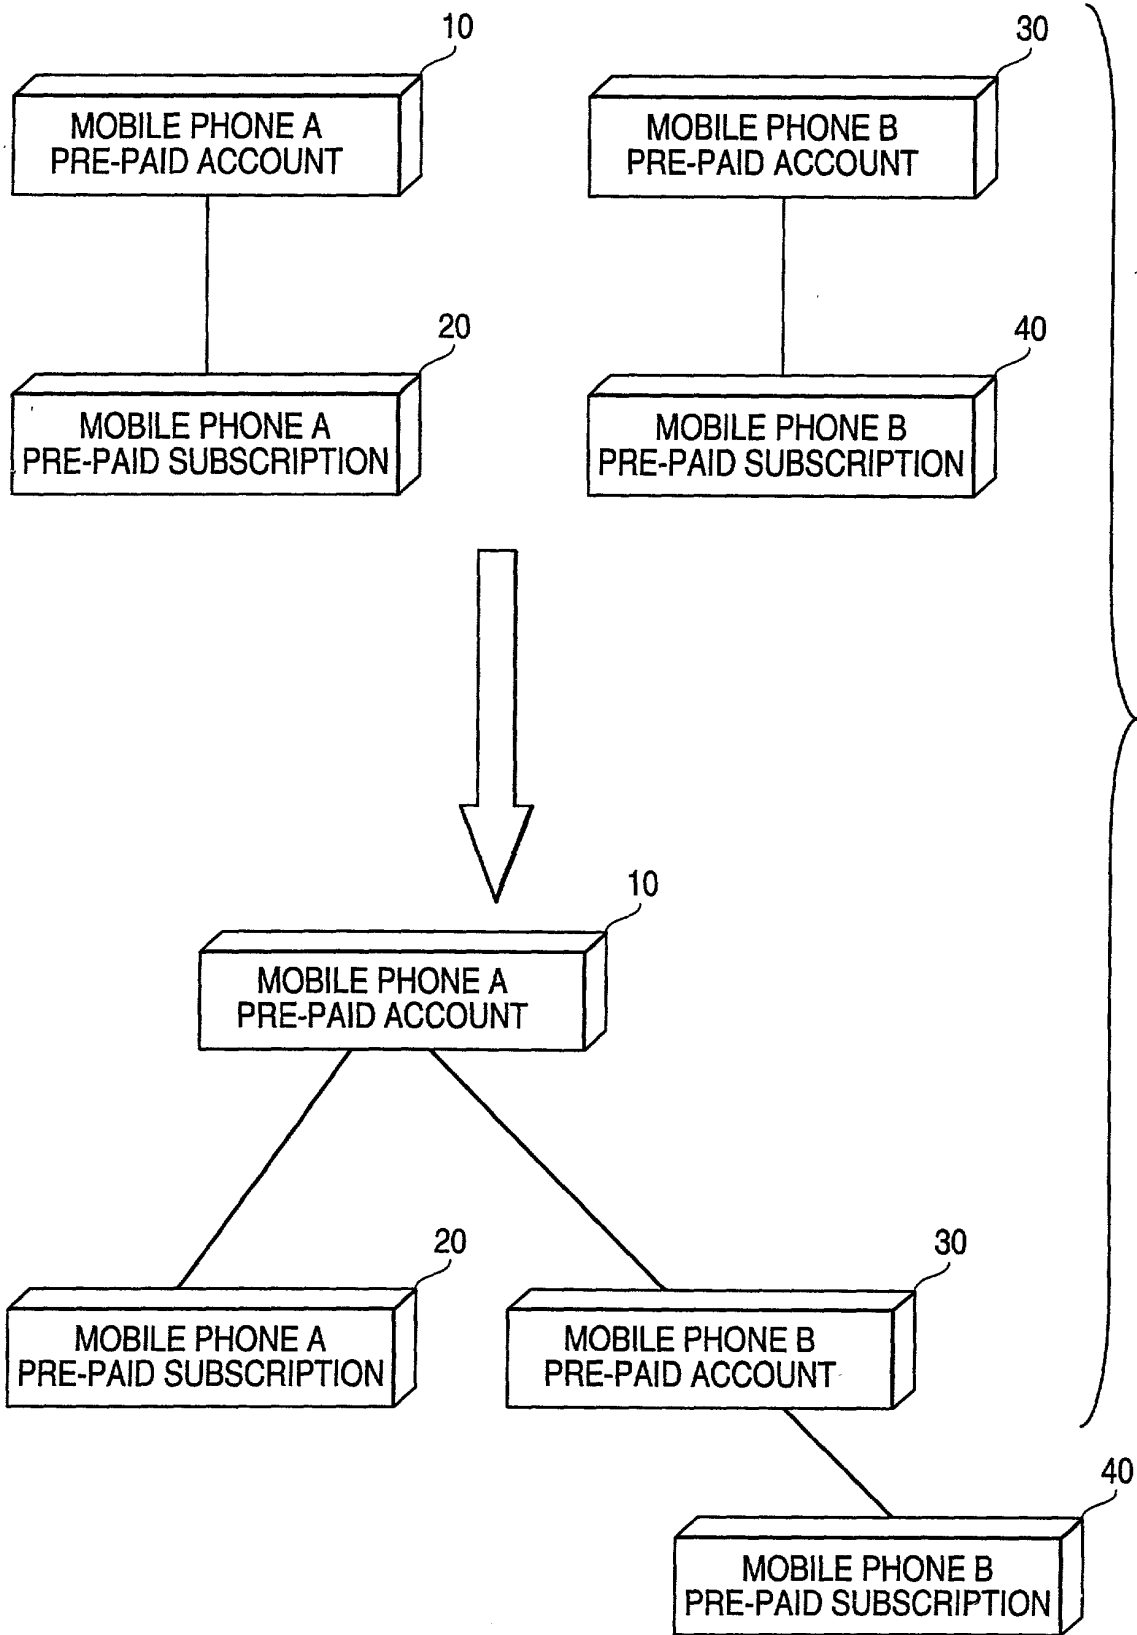 10
MOBILE PHONE A
PRE-PAID ACCOUNT
30
MOBILE PHONE B
PRE-PAID ACCOUNT
20
MOBILE PHONE A
PRE-PAID SUBSCRIPTION
40
MOBILE PHONE B
PRE-PAID SUBSCRIPTION
10
MOBILE PHONE A
PRE-PAID ACCOUNT
20
MOBILE PHONE A
PRE-PAID SUBSCRIPTION
30
MOBILE PHONE B
PRE-PAID ACCOUNT
40
MOBILE PHONE B
PRE-PAID SUBSCRIPTION